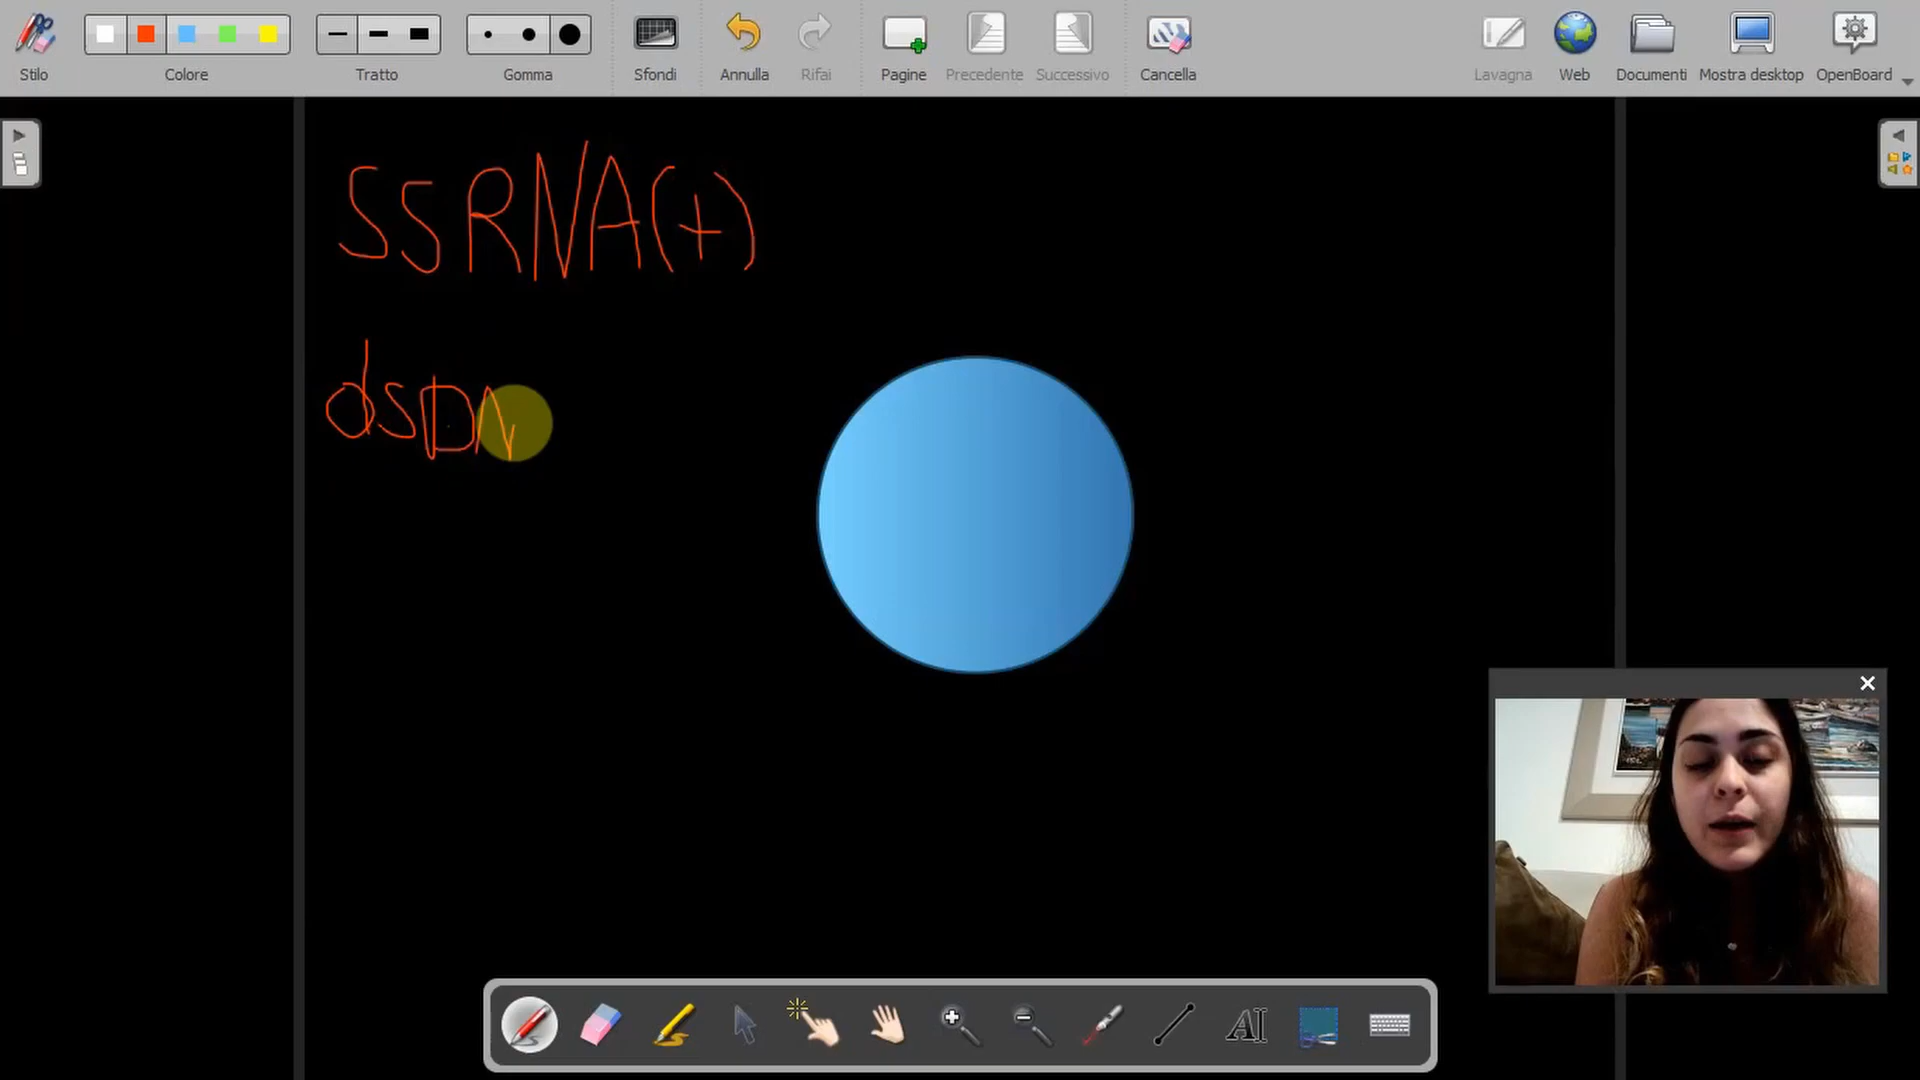 Stilo
Colore
Tratto
Gomma
Sfondi
Annulla
Rifai
Pagine
Precedente
Successivo
Cancella
Lavagna
Web
Documenti
Mostra desktop
OpenBoard
SSRNA(+)
dsDN
AI